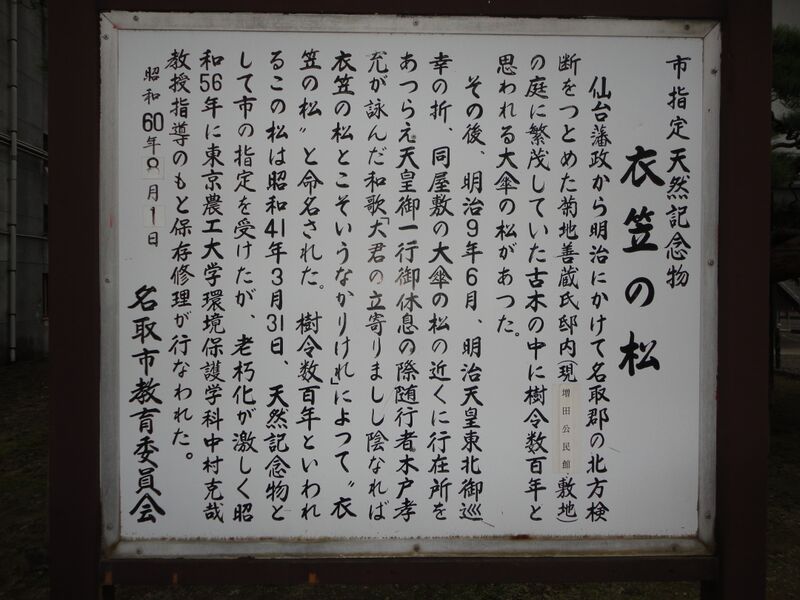 市指定天然記念物
衣笠の松
仙台藩政から明治にかけて名取郡の北方検
断をつとめた菊地善蔵氏邸内(現増田公民館・敷地)
の庭に繁茂していた古木の中に樹令数百年と
思われる大傘の松があつた。
その後、明治9年6月、明治天皇東北御巡
幸の折、同屋敷の大傘の松の近くに行在所を
あつらえ天皇御一行御休息の際随行者木戸孝
充が詠んだ和歌「大君の立寄りまし陰なれば
衣笠の松とこそいうなかりけれ」によつて〝衣
笠の松〟と命名された。樹令数百年といわれ
るこの松は昭和41年3月31日、天然記念物と
して市の指定を受けたが、老朽化が激しく昭
和56年に東京農工大学環境保護学科中村克哉
教授指導のもと保存修理が行なわれた。
昭和60年8月1日
名取市教育委員会